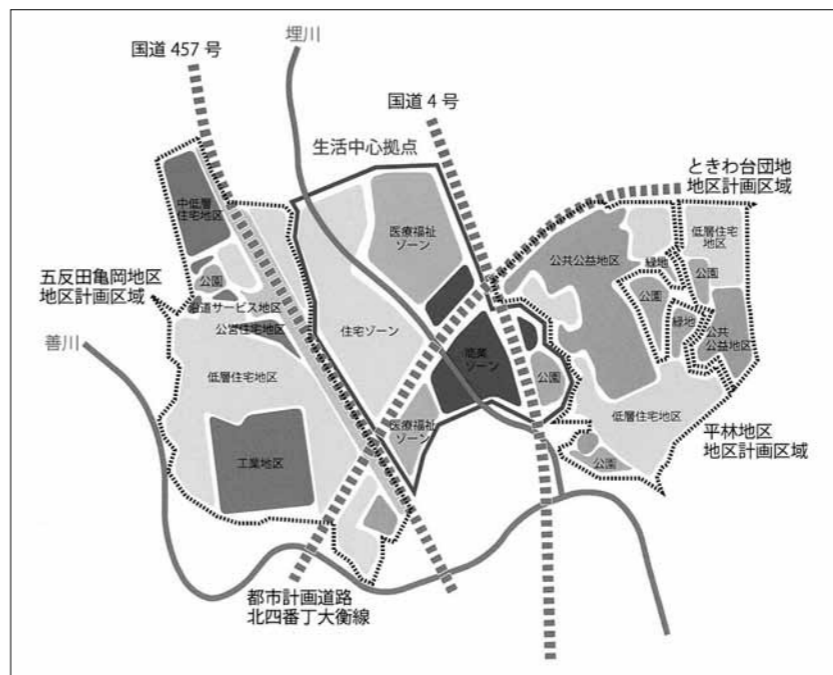 埋川
国道 457 号
国道 4 号
生活中心拠点
ときわ台団地
地区計画区域
中低層
住宅地区
医療福祉
ゾーン
公共公益地区
緑地
低層住宅
地区
公園
公園
五反田亀岡地区
地区計画区域
公園
沿道サービス地区
公営住宅地区
住宅ゾーン
緑地
公共
公益地区
善川
商業
ゾーン
公園
低層住宅地区
医療福祉
ゾーン
低層住宅地区
平林地区
地区計画区域
工業地区
公園
都市計画道路
北四番丁大衡線